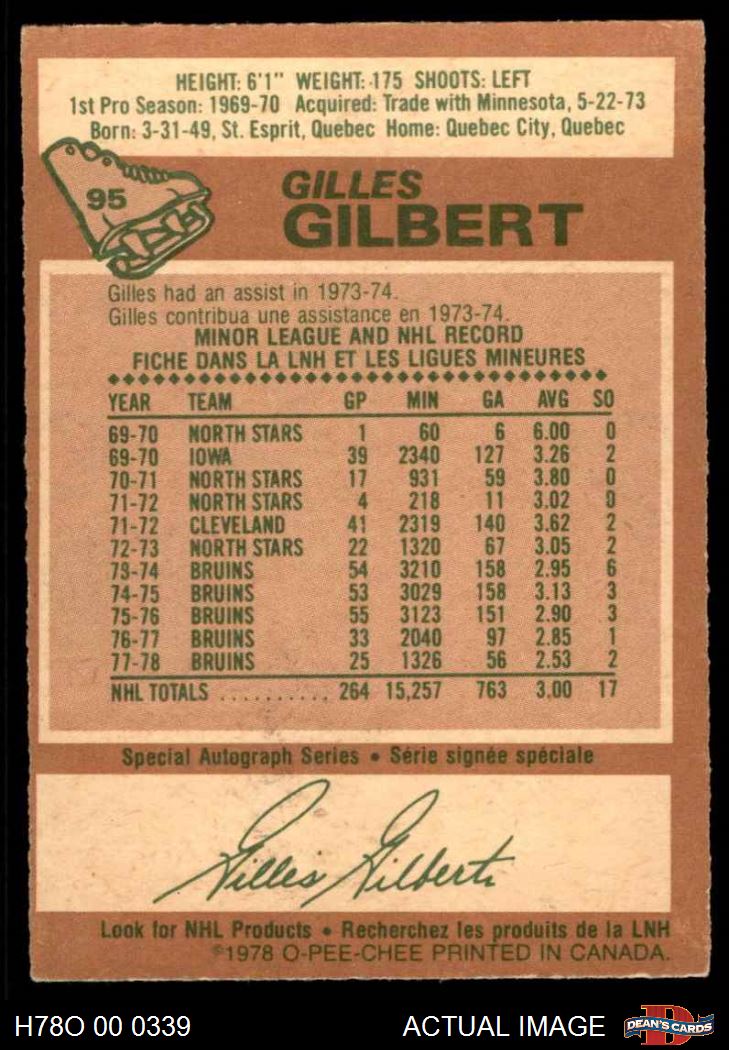 HEIGHT: 6'1" WEIGHT: 175 SHOOTS: LEFT
1st Pro Season: 1969-70 Acquired: Trade with Minnesota, 5-22-73
Born: 3-31-49, St. Esprit, Quebec Home: Quebec City, Quebec
95
GILLES
GILBERT
Gilles had an assist in 1973-74.
Gilles contribua une assistance en 1973-74.
MINOR LEAGUE AND NHL RECORD
FICHE DANS LA LNH ET LES LIGUES MINEURES
YEAR TEAM GP MIN GA AVG SO
69-70 NORTH STARS 1 60 6 6.00 0
69-70 IOWA 39 2340 127 3.26 2
70-71 NORTH STARS 17 931 59 3.80 0
71-72 NORTH STARS 4 218 11 3.02 0
71-72 CLEVELAND 41 2319 140 3.62 2
72-73 NORTH STARS 22 1320 67 3.05 2
73-74 BRUINS 54 3210 158 2.95 6
74-75 BRUINS 53 3029 158 3.13 3
75-76 BRUINS 55 3123 151 2.90 3
76-77 BRUINS 33 2040 97 2.85 1
77-78 BRUINS 25 1326 56 2.53 2
NHL TOTALS .......... 264 15,257 763 3.00 17
Special Autograph Series • Série signée spéciale
Gilles Gilbert
Look for NHL Products • Recherchez les produits de la LNH
©1978 O-PEE-CHEE PRINTED IN CANADA.
H78O 00 0339 ACTUAL IMAGE D DEAN'S CARDS